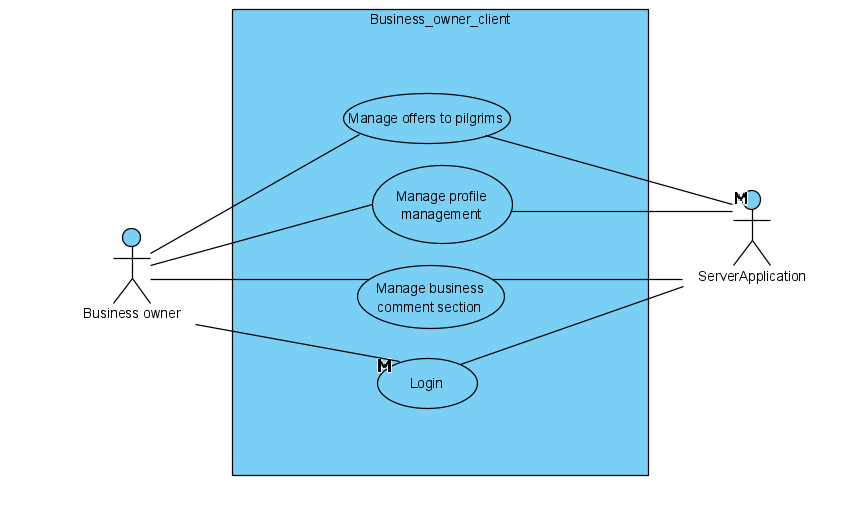 Business_owner_client
Manage offers to pilgrims
Manage profile
management
M
Business owner
ServerApplication
Manage business
comment section
M
Login